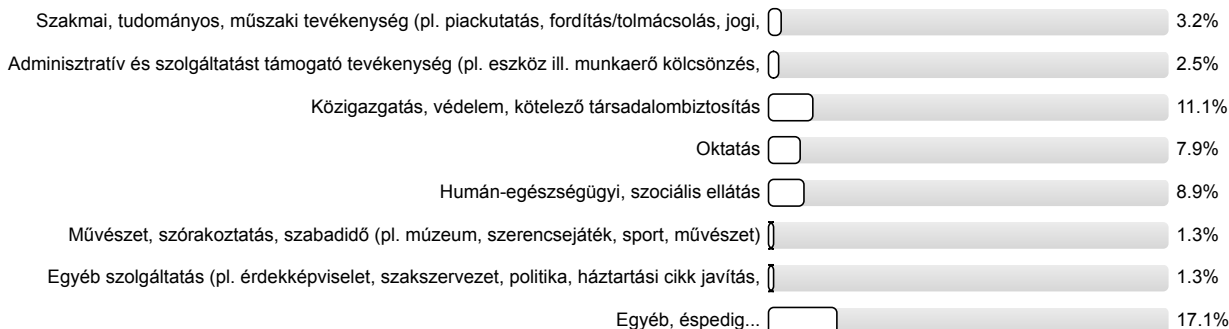 Szakmai, tudományos, műszaki tevékenység (pl. piackutatás, fordítás/tolmácsolás, jogi, 3.2%
Adminisztratív és szolgáltatást támogató tevékenység (pl. eszköz ill. munkaerő kölcsönzés, 2.5%
Közigazgatás, védelem, kötelező társadalombiztosítás 11.1%
Oktatás 7.9%
Humán-egészségügyi, szociális ellátás 8.9%
Művészet, szórakoztatás, szabadidő (pl. múzeum, szerencsejáték, sport, művészet) 1.3%
Egyéb szolgáltatás (pl. érdekképviselet, szakszervezet, politika, háztartási cikk javítás, 1.3%
Egyéb, éspedig... 17.1%